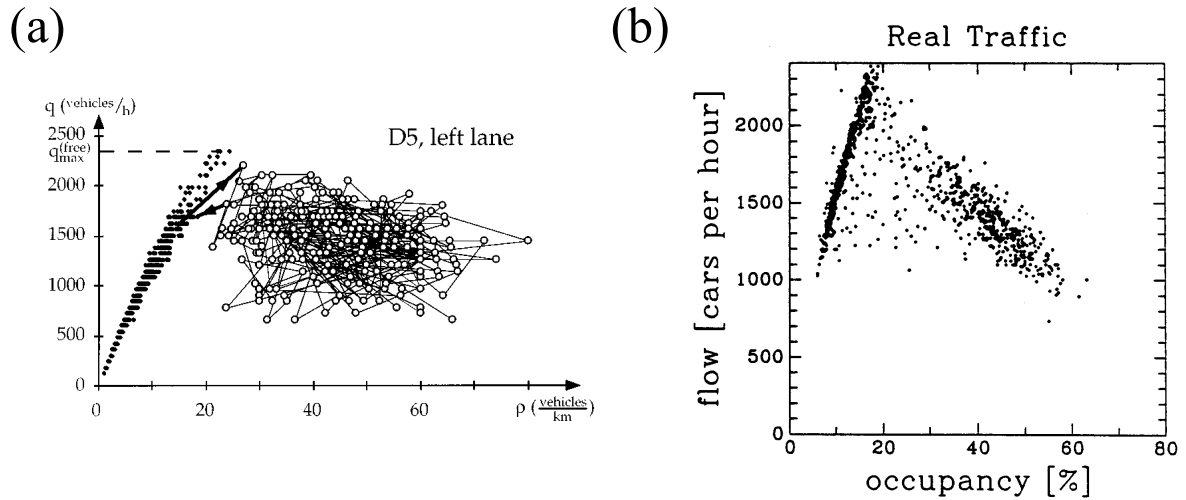 (a)
q (vehicles/h)
D5, left lane
2500
q_max^(free)
2000
1500
1000
500
0
0 20 40 60 ρ (vehicles/km)
(b)
Real Traffic
flow [cars per hour]
2000
1500
1000
500
0
0 20 40 60 80
occupancy [%]